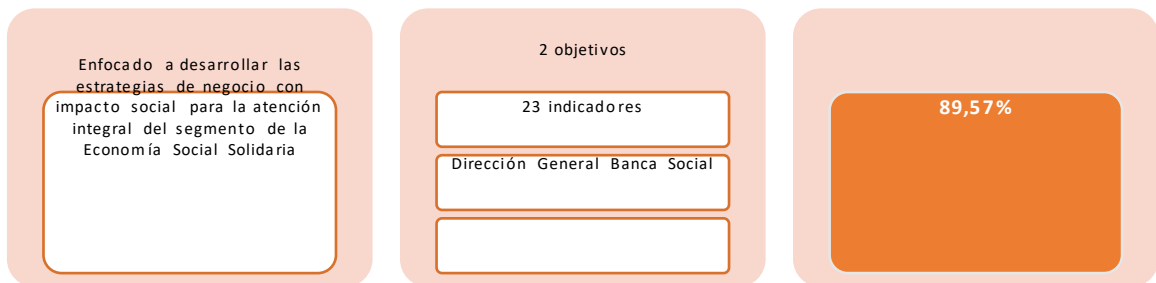 Enfocado a desarrollar las
estrategias de negocio con
impacto social para la atención
integral del segmento de la
Economía Social Solidaria
2 objetivos
23 indicadores
Dirección General Banca Social
89,57%